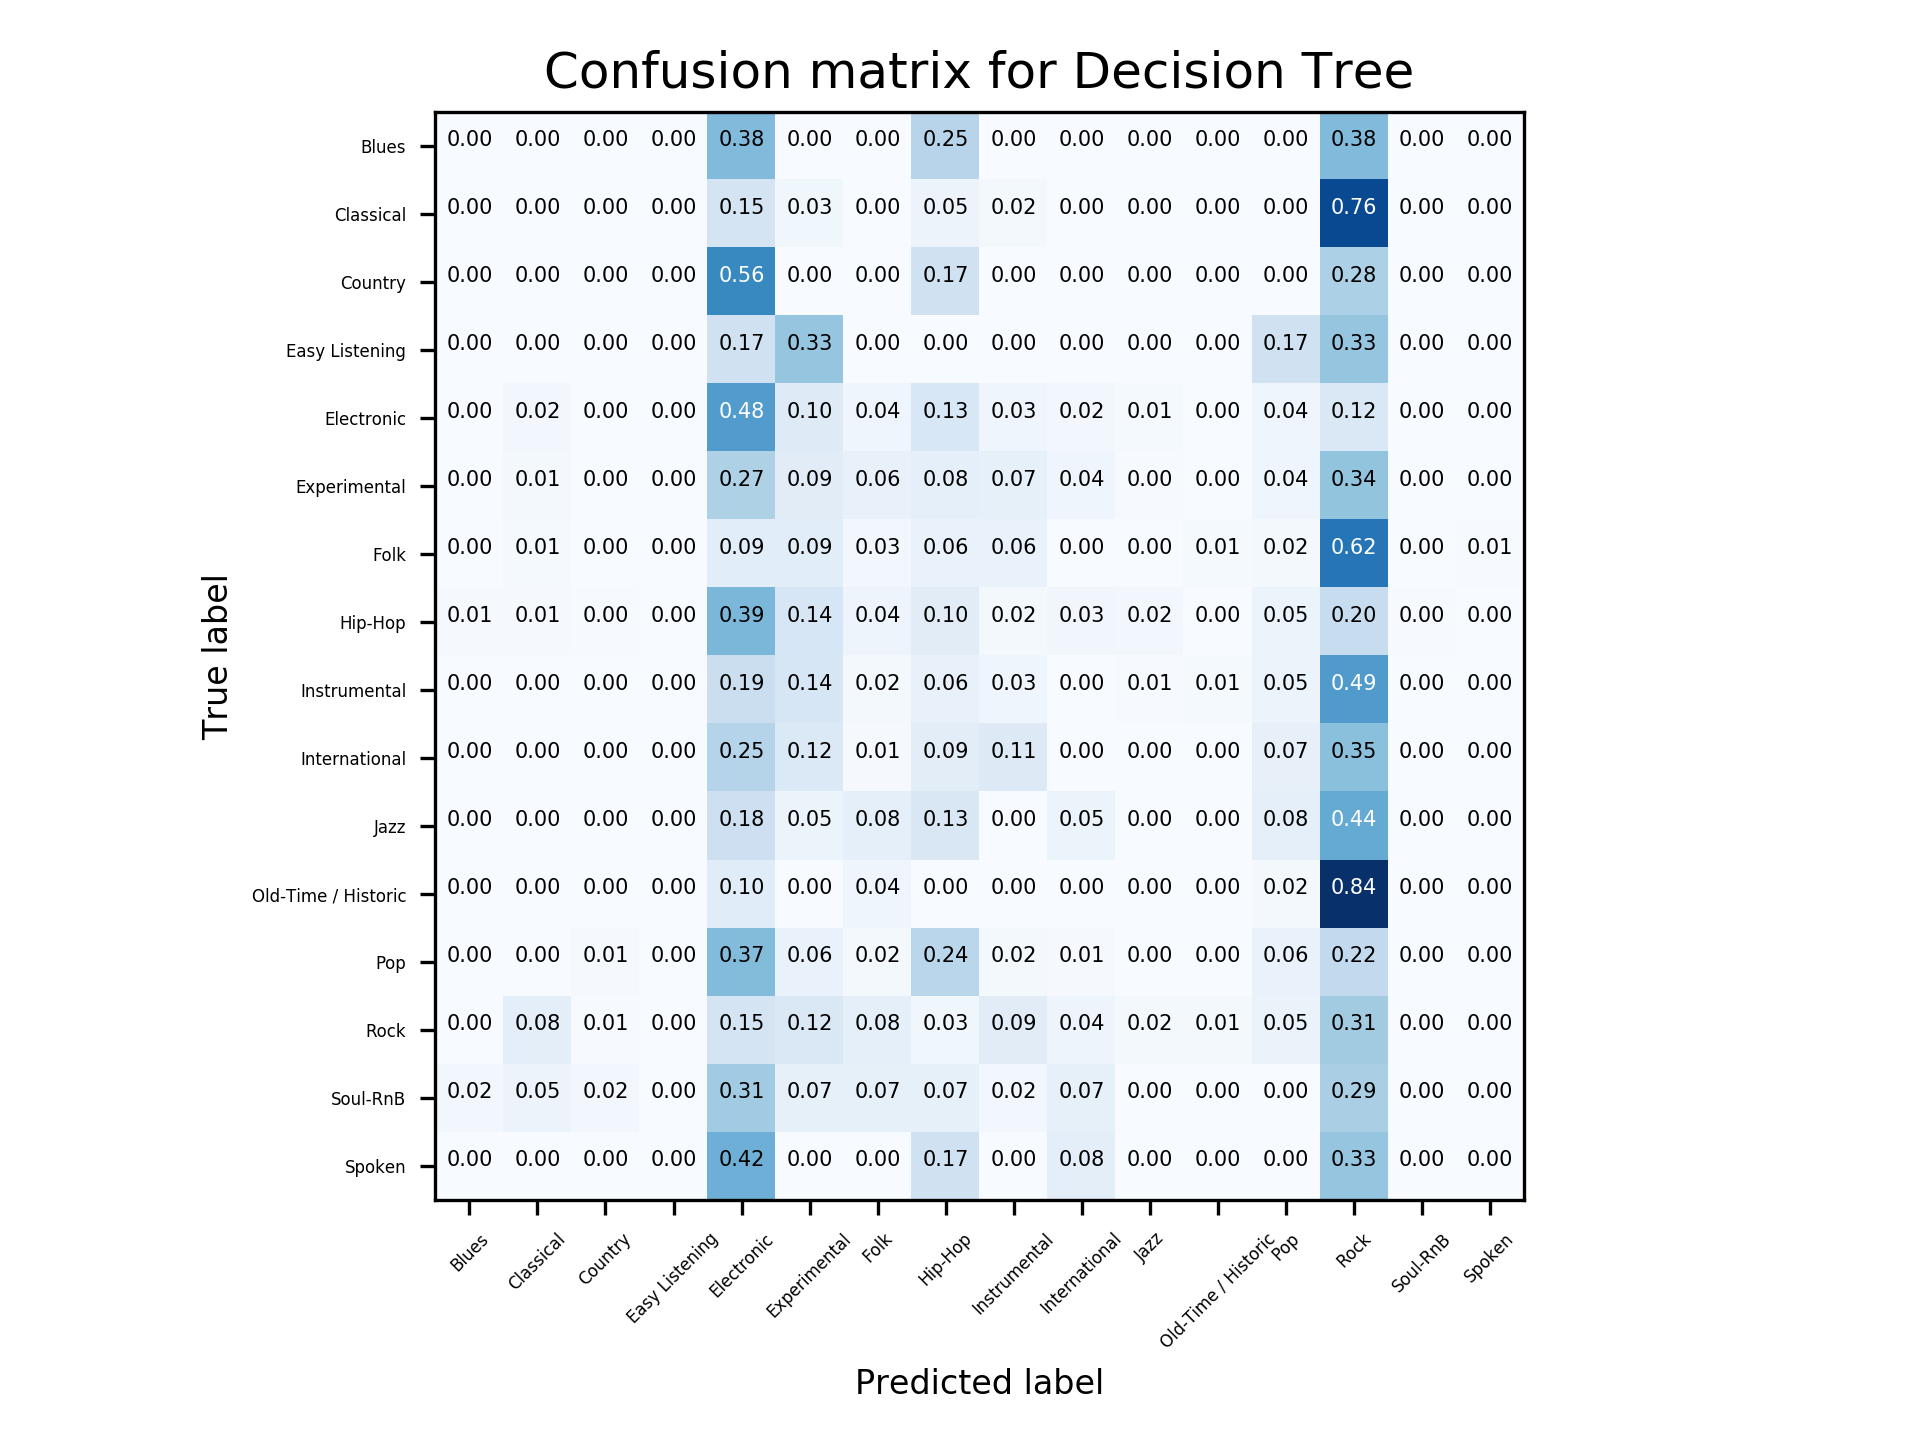 Confusion matrix for Decision Tree
Blues 0.00 0.00 0.00 0.00 0.38 0.00 0.00 0.25 0.00 0.00 0.00 0.00 0.00 0.38 0.00 0.00
Classical 0.00 0.00 0.00 0.00 0.15 0.03 0.00 0.05 0.02 0.00 0.00 0.00 0.00 0.76 0.00 0.00
Country 0.00 0.00 0.00 0.00 0.56 0.00 0.00 0.17 0.00 0.00 0.00 0.00 0.00 0.28 0.00 0.00
Easy Listening 0.00 0.00 0.00 0.00 0.17 0.33 0.00 0.00 0.00 0.00 0.00 0.00 0.17 0.33 0.00 0.00
Electronic 0.00 0.02 0.00 0.00 0.48 0.10 0.04 0.13 0.03 0.02 0.01 0.00 0.04 0.12 0.00 0.00
Experimental 0.00 0.01 0.00 0.00 0.27 0.09 0.06 0.08 0.07 0.04 0.00 0.00 0.04 0.34 0.00 0.00
Folk 0.00 0.01 0.00 0.00 0.09 0.09 0.03 0.06 0.06 0.00 0.00 0.01 0.02 0.62 0.00 0.01
Hip-Hop 0.01 0.01 0.00 0.00 0.39 0.14 0.04 0.10 0.02 0.03 0.02 0.00 0.05 0.20 0.00 0.00
Instrumental 0.00 0.00 0.00 0.00 0.19 0.14 0.02 0.06 0.03 0.00 0.01 0.01 0.05 0.49 0.00 0.00
International 0.00 0.00 0.00 0.00 0.25 0.12 0.01 0.09 0.11 0.00 0.00 0.00 0.07 0.35 0.00 0.00
Jazz 0.00 0.00 0.00 0.00 0.18 0.05 0.08 0.13 0.00 0.05 0.00 0.00 0.08 0.44 0.00 0.00
Old-Time / Historic 0.00 0.00 0.00 0.00 0.10 0.00 0.04 0.00 0.00 0.00 0.00 0.00 0.02 0.84 0.00 0.00
Pop 0.00 0.00 0.01 0.00 0.37 0.06 0.02 0.24 0.02 0.01 0.00 0.00 0.06 0.22 0.00 0.00
Rock 0.00 0.08 0.01 0.00 0.15 0.12 0.08 0.03 0.09 0.04 0.02 0.01 0.05 0.31 0.00 0.00
Soul-RnB 0.02 0.05 0.02 0.00 0.31 0.07 0.07 0.07 0.02 0.07 0.00 0.00 0.00 0.29 0.00 0.00
Spoken 0.00 0.00 0.00 0.00 0.42 0.00 0.00 0.17 0.00 0.08 0.00 0.00 0.00 0.33 0.00 0.00
True label
Blues Classical Country Easy Listening Electronic Experimental Folk Hip-Hop Instrumental International Jazz Old-Time / Historic Pop Rock Soul-RnB Spoken
Predicted label